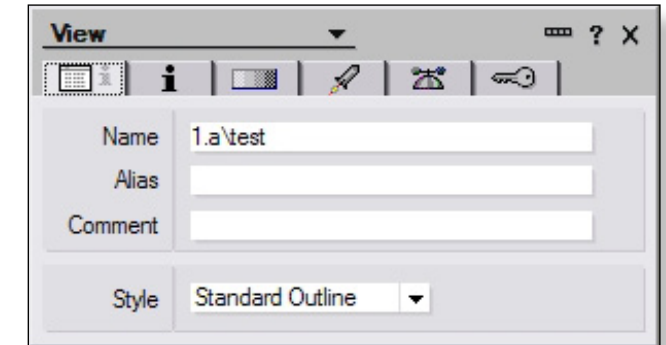 View
?
X
i
Name 1.a\test
Alias
Comment
Style Standard Outline